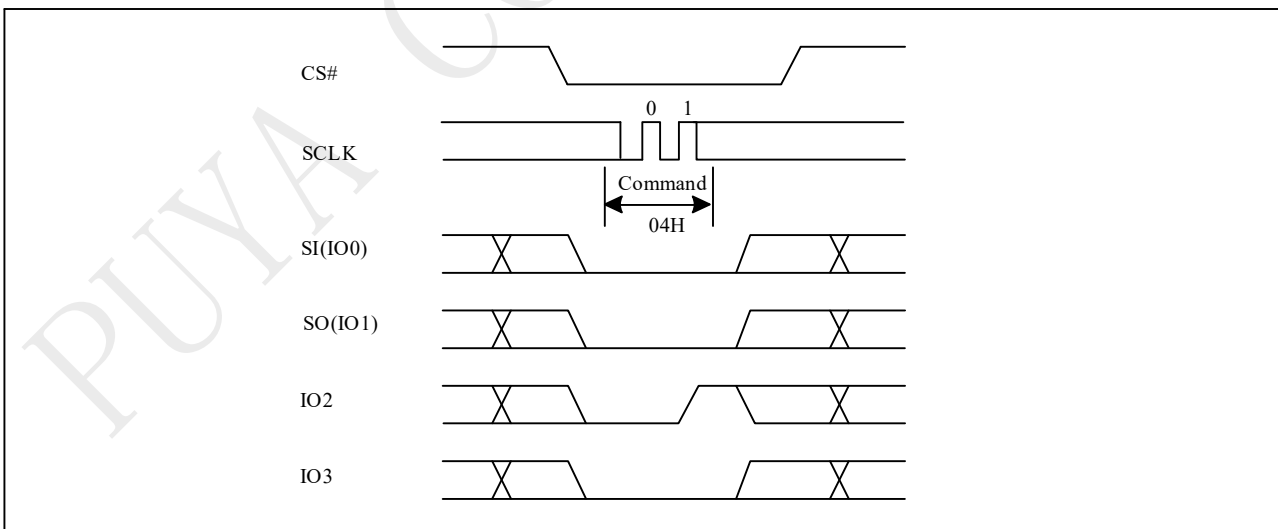 CS#
0 1
SCLK
Command
04H
SI(IO0)
SO(IO1)
IO2
IO3
PUYA